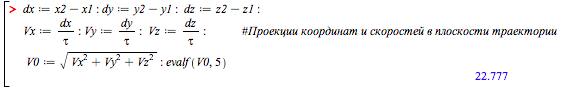 > dx := x2 − x1 : dy := y2 − y1 : dz := z2 − z1 :
Vx := dx/τ : Vy := dy/τ : Vz := dz/τ : #Проекции координат и скоростей в плоскости траектории
V0 := √(Vx² + Vy² + Vz²) : evalf(V0, 5)
22.777